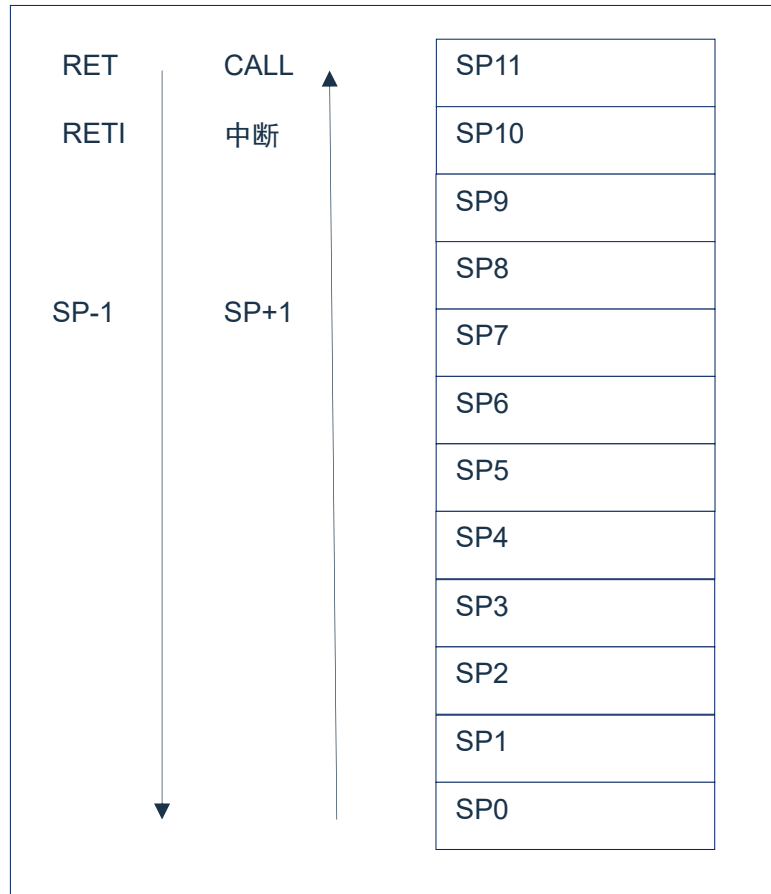 RET CALL SP11
RETI 中断 SP10
SP9
SP8
SP-1 SP+1 SP7
SP6
SP5
SP4
SP3
SP2
SP1
SP0